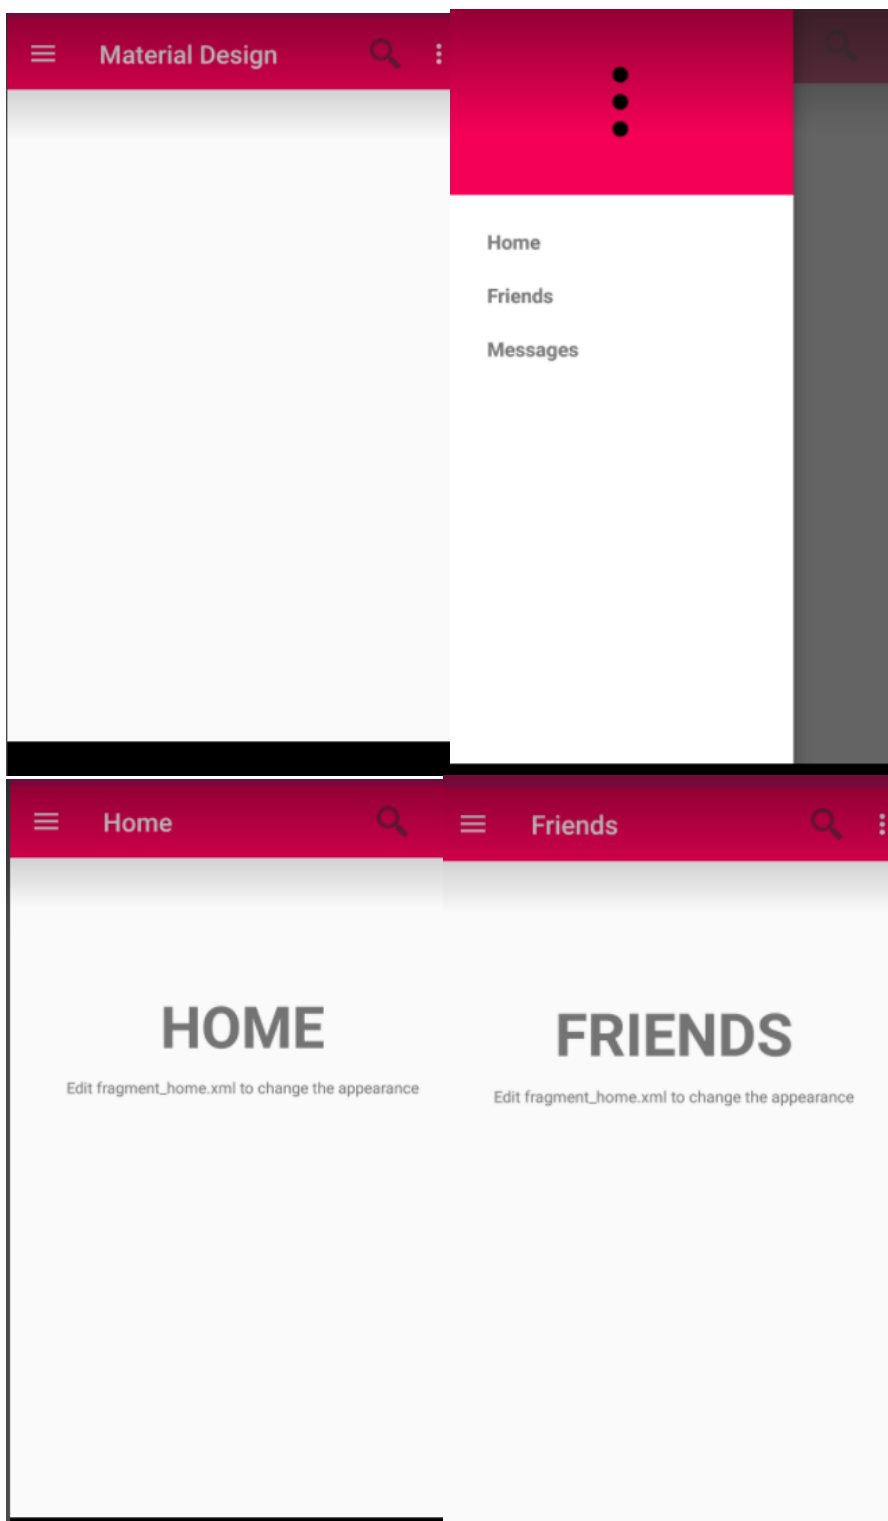 Material Design
Home
Friends
Messages
Home
HOME
Edit fragment_home.xml to change the appearance
Friends
FRIENDS
Edit fragment_home.xml to change the appearance